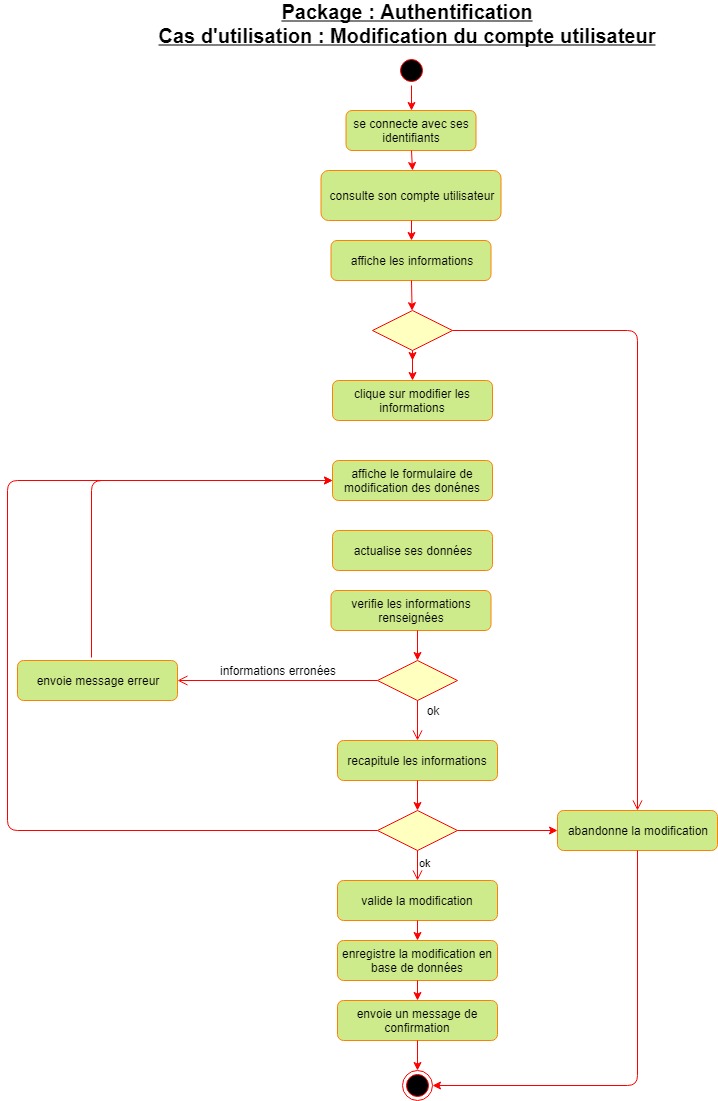 Package : Authentification
Cas d'utilisation : Modification du compte utilisateur
se connecte avec ses
identifiants
consulte son compte utilisateur
affiche les informations
clique sur modifier les
informations
affiche le formulaire de
modification des donénes
actualise ses données
verifie les informations
renseignées
informations erronées
envoie message erreur
ok
recapitule les informations
abandonne la modification
ok
valide la modification
enregistre la modification en
base de données
envoie un message de
confirmation